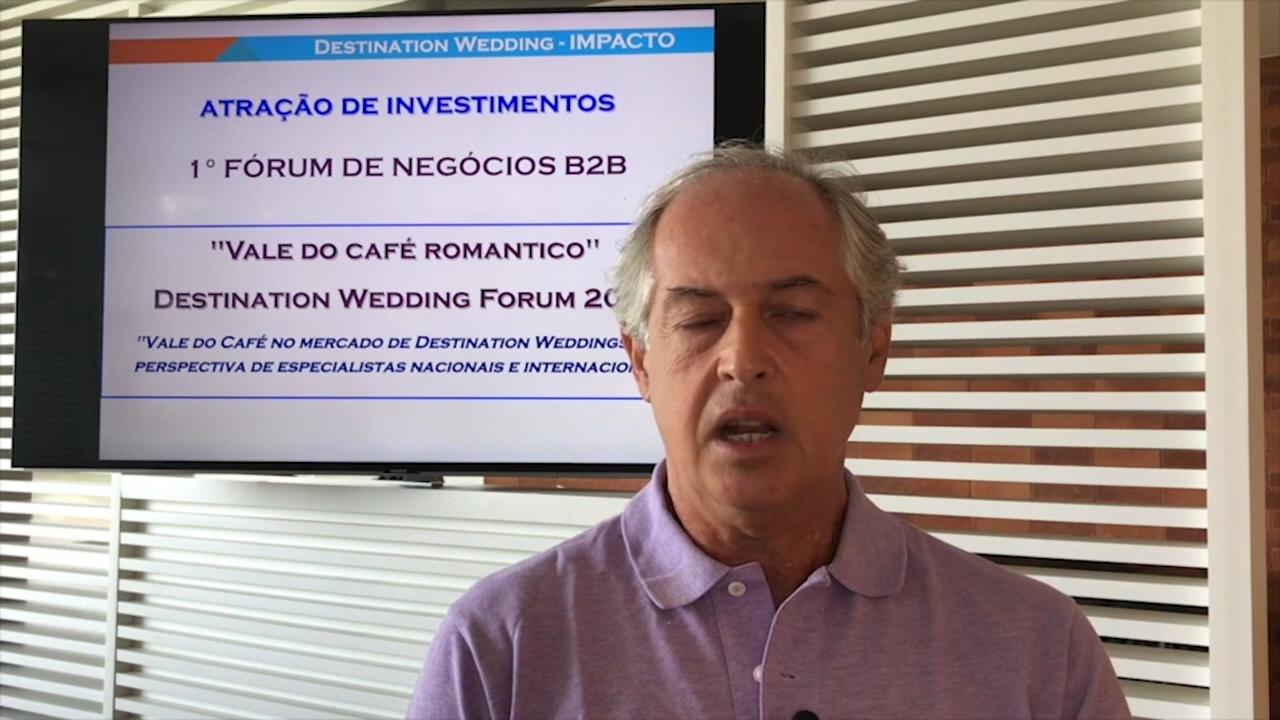 DESTINATION WEDDING - IMPACTO
ATRAÇÃO DE INVESTIMENTOS
1° FÓRUM DE NEGÓCIOS B2B
"VALE DO CAFÉ ROMANTICO"
DESTINATION WEDDING FORUM
"VALE DO CAFÉ NO MERCADO DE DESTINATION WEDDINGS
PERSPECTIVA DE ESPECIALISTAS NACIONAIS E